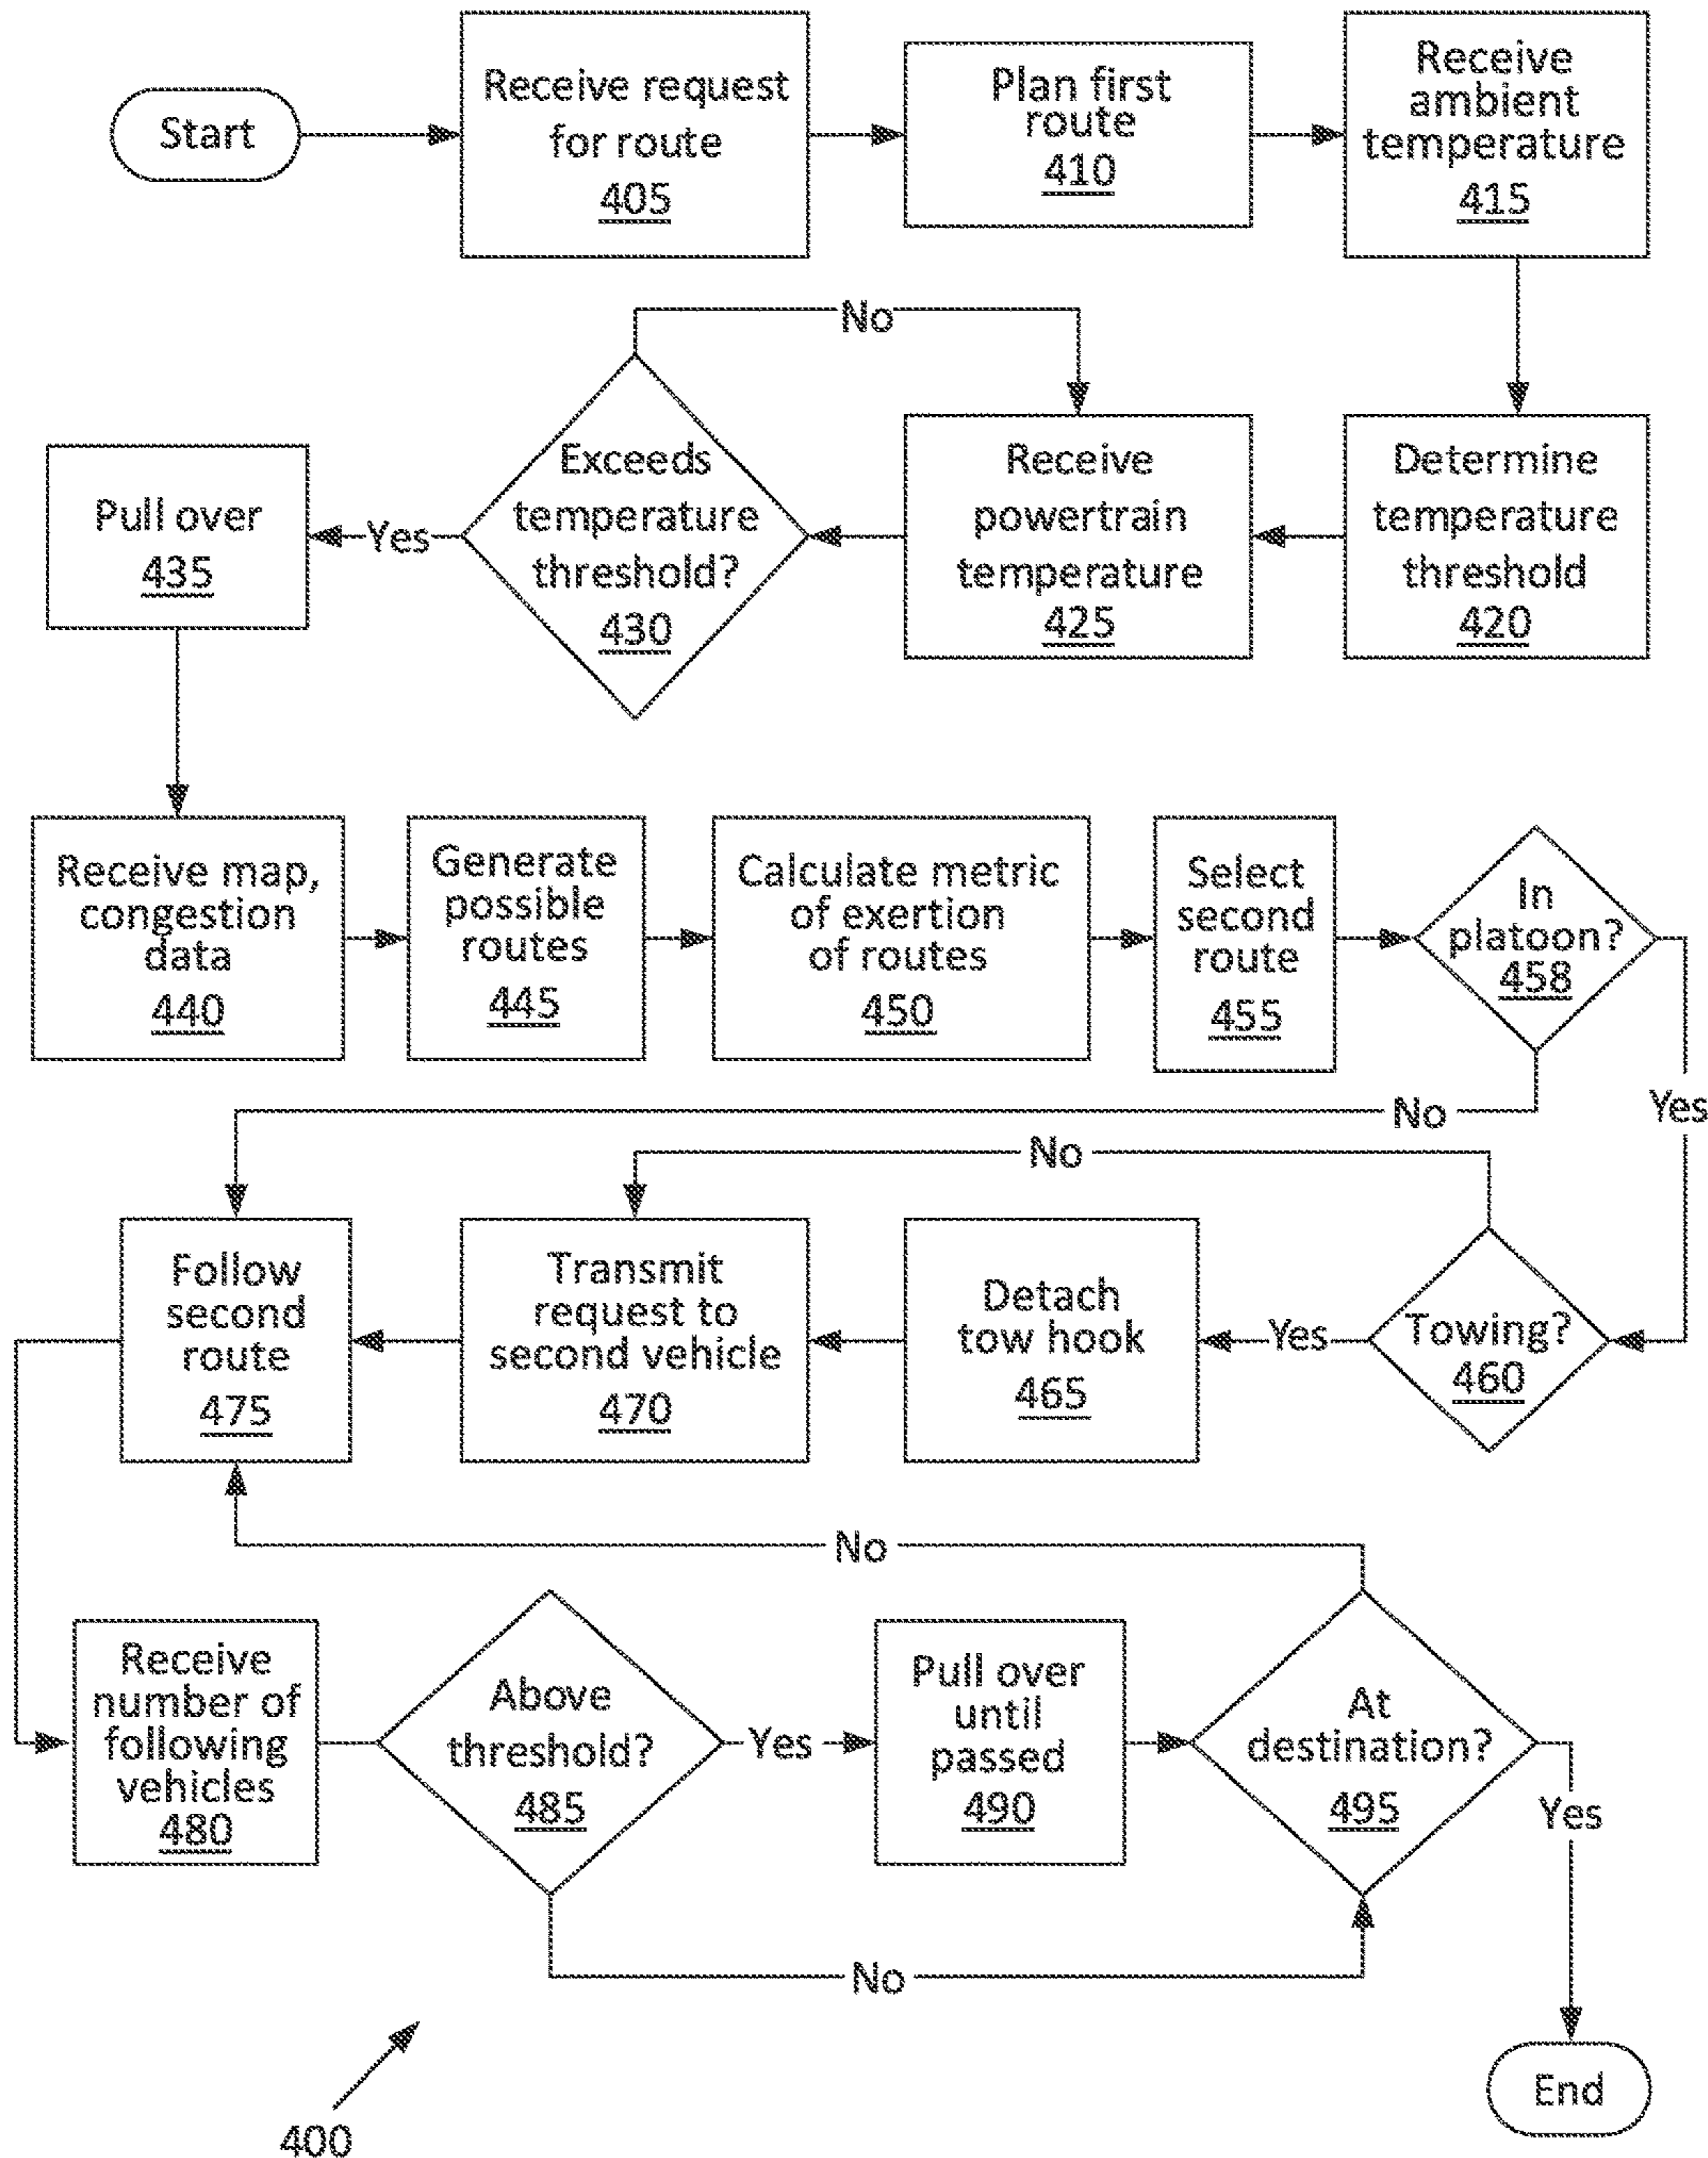 Start
Receive request
for route
405
Plan first
route
410
Receive
ambient
temperature
415
No
Pull over
435
Yes
Exceeds
temperature
threshold?
430
Receive
powertrain
temperature
425
Determine
temperature
threshold
420
Receive map,
congestion
data
440
Generate
possible
routes
445
Calculate metric
of exertion
of routes
450
Select
second
route
455
In
platoon?
458
No
Yes
No
Follow
second
route
475
Transmit
request to
second vehicle
470
Detach
tow hook
465
Yes
Towing?
460
No
Receive
number of
following
vehicles
480
Above
threshold?
485
Yes
Pull over
until
passed
490
At
destination?
495
Yes
No
End
400